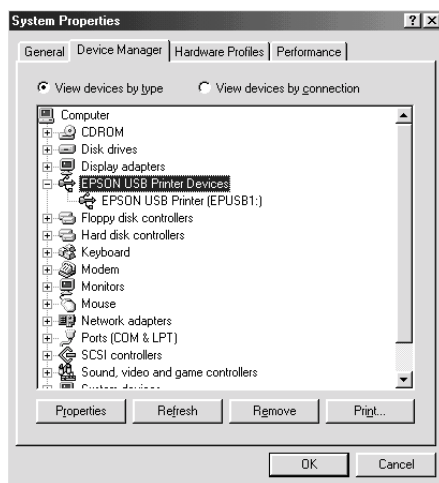 System Properties
General Device Manager Hardware Profiles Performance
View devices by type View devices by connection
Computer
CDROM
Disk drives
Display adapters
EPSON USB Printer Devices
EPSON USB Printer (EPUSB1:)
Floppy disk controllers
Hard disk controllers
Keyboard
Modem
Monitors
Mouse
Network adapters
Ports (COM & LPT)
SCSI controllers
Sound, video and game controllers
Properties Refresh Remove Print...
OK Cancel